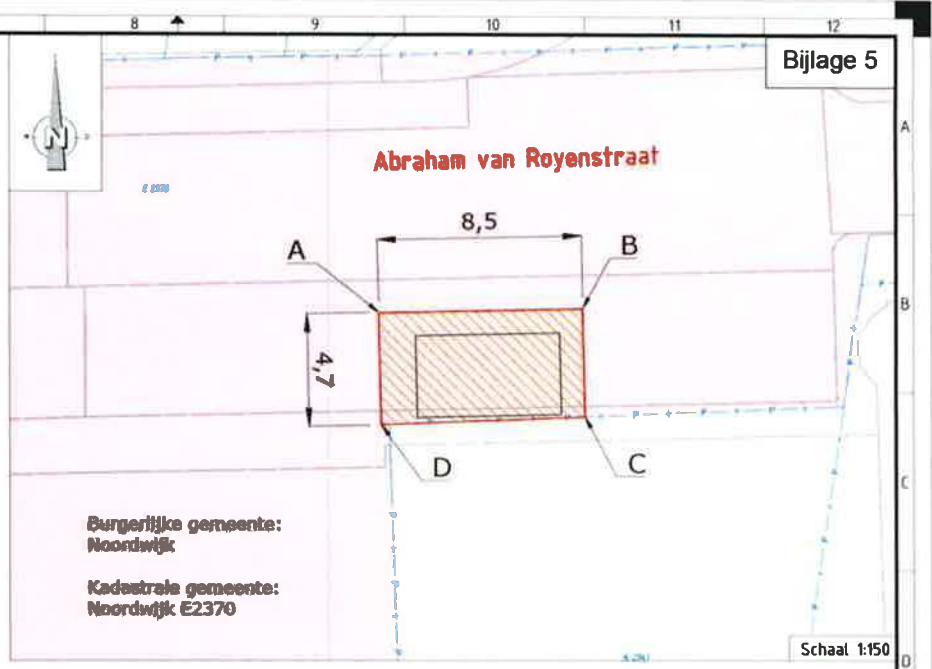 8 9 10 11 12
Bijlage 5
N
A
Abraham van Royenstraat
8,5
A B
B
4,7
D C
C
Burgerlijke gemeente:
Noordwijk
Kadastrale gemeente:
Noordwijk E2370
Schaal 1:150
D